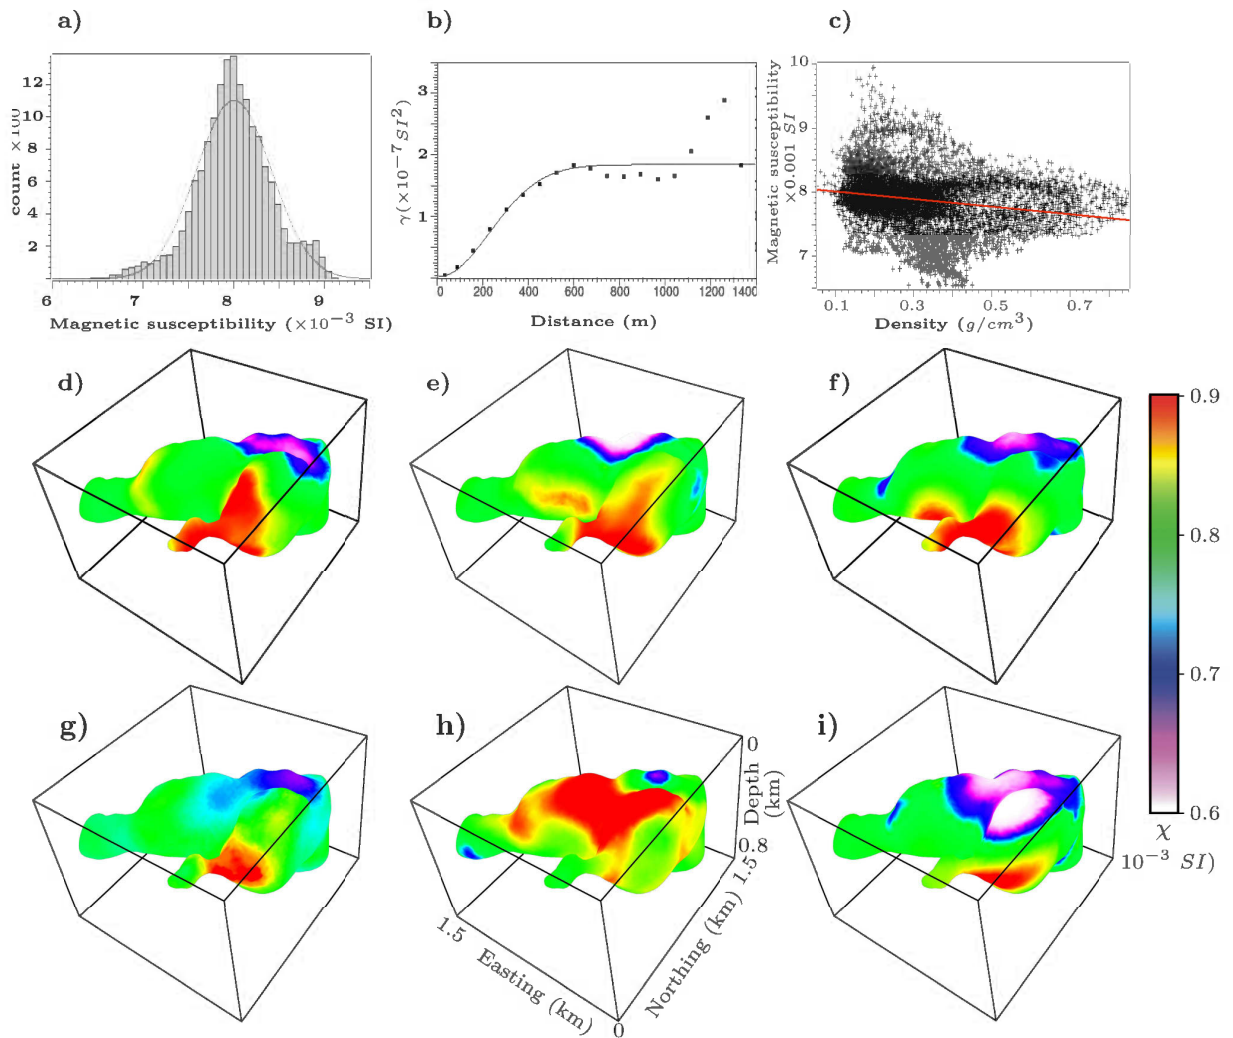 a)
b)
c)
count ×100
12
10
8
6
4
2
6
7
8
9
Magnetic susceptibility (×10⁻³ SI)
γ(×10⁻⁷ SI²)
3
2
1
0
200
400
600
800
1000
1200
1400
Distance (m)
Magnetic susceptibility
×0.001 SI
10
9
8
7
0.1
0.3
0.5
0.7
Density (g/cm³)
d)
e)
f)
0.9
0.8
0.7
0.6
χ
10⁻³ SI)
g)
h)
i)
0
Depth
(km)
0.8
1.5
Northing (km)
1.5
Easting (km)
0